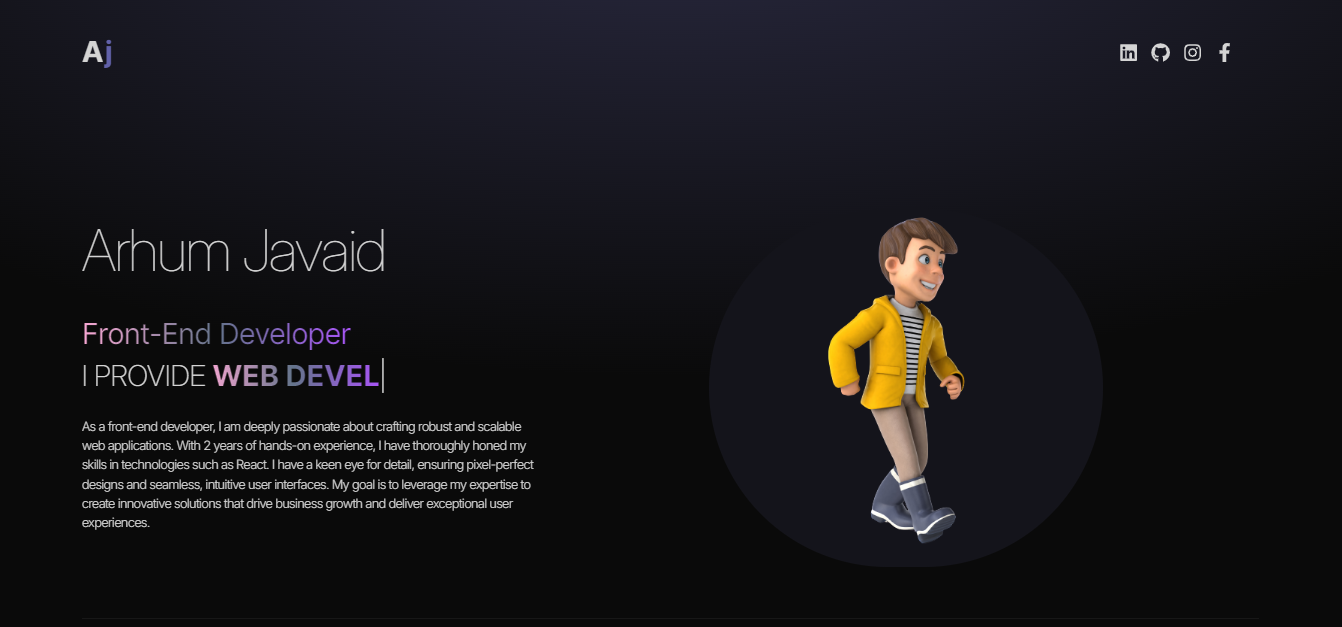 Aj
Arhum Javaid
Front-End Developer
I PROVIDE WEB DEVEL
As a front-end developer, I am deeply passionate about crafting robust and scalable
web applications. With 2 years of hands-on experience, I have thoroughly honed my
skills in technologies such as React. I have a keen eye for detail, ensuring pixel-perfect
designs and seamless, intuitive user interfaces. My goal is to leverage my expertise to
create innovative solutions that drive business growth and deliver exceptional user
experiences.